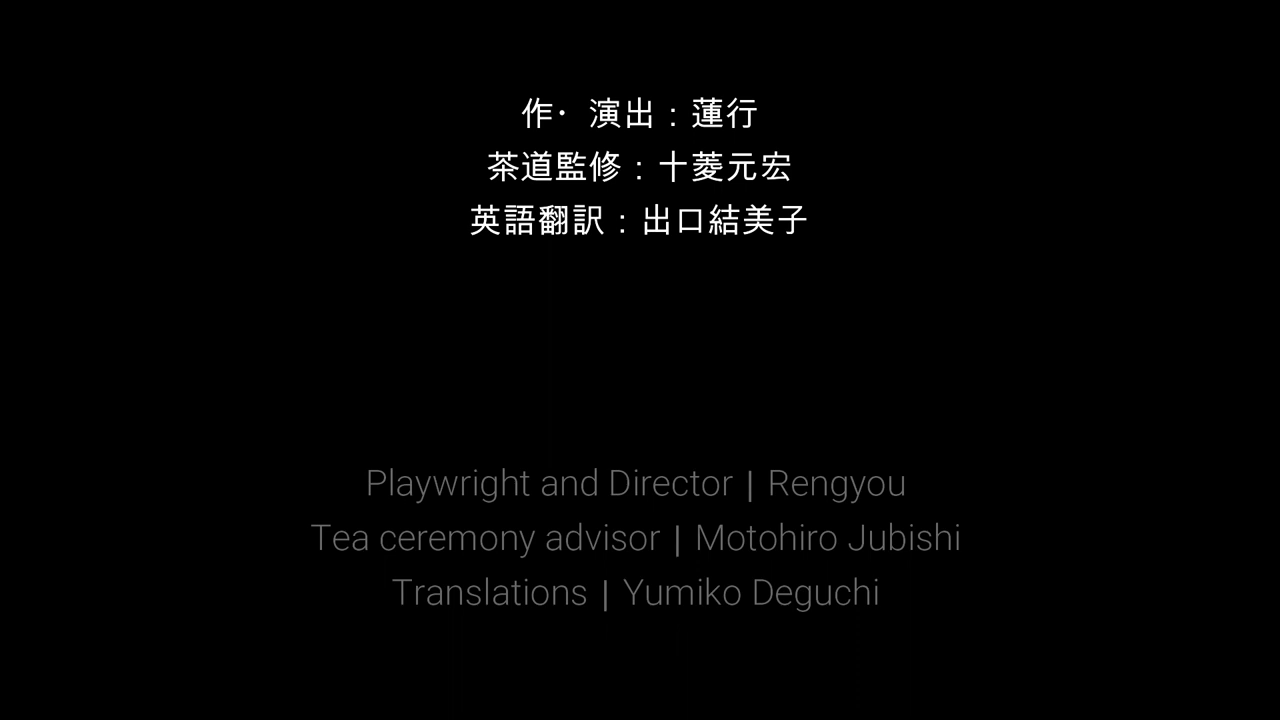 作・演出：蓮行
茶道監修：十菱元宏
英語翻訳：出口結美子
Playwright and Director | Rengyou
Tea ceremony advisor | Motohiro Jubishi
Translations | Yumiko Deguchi